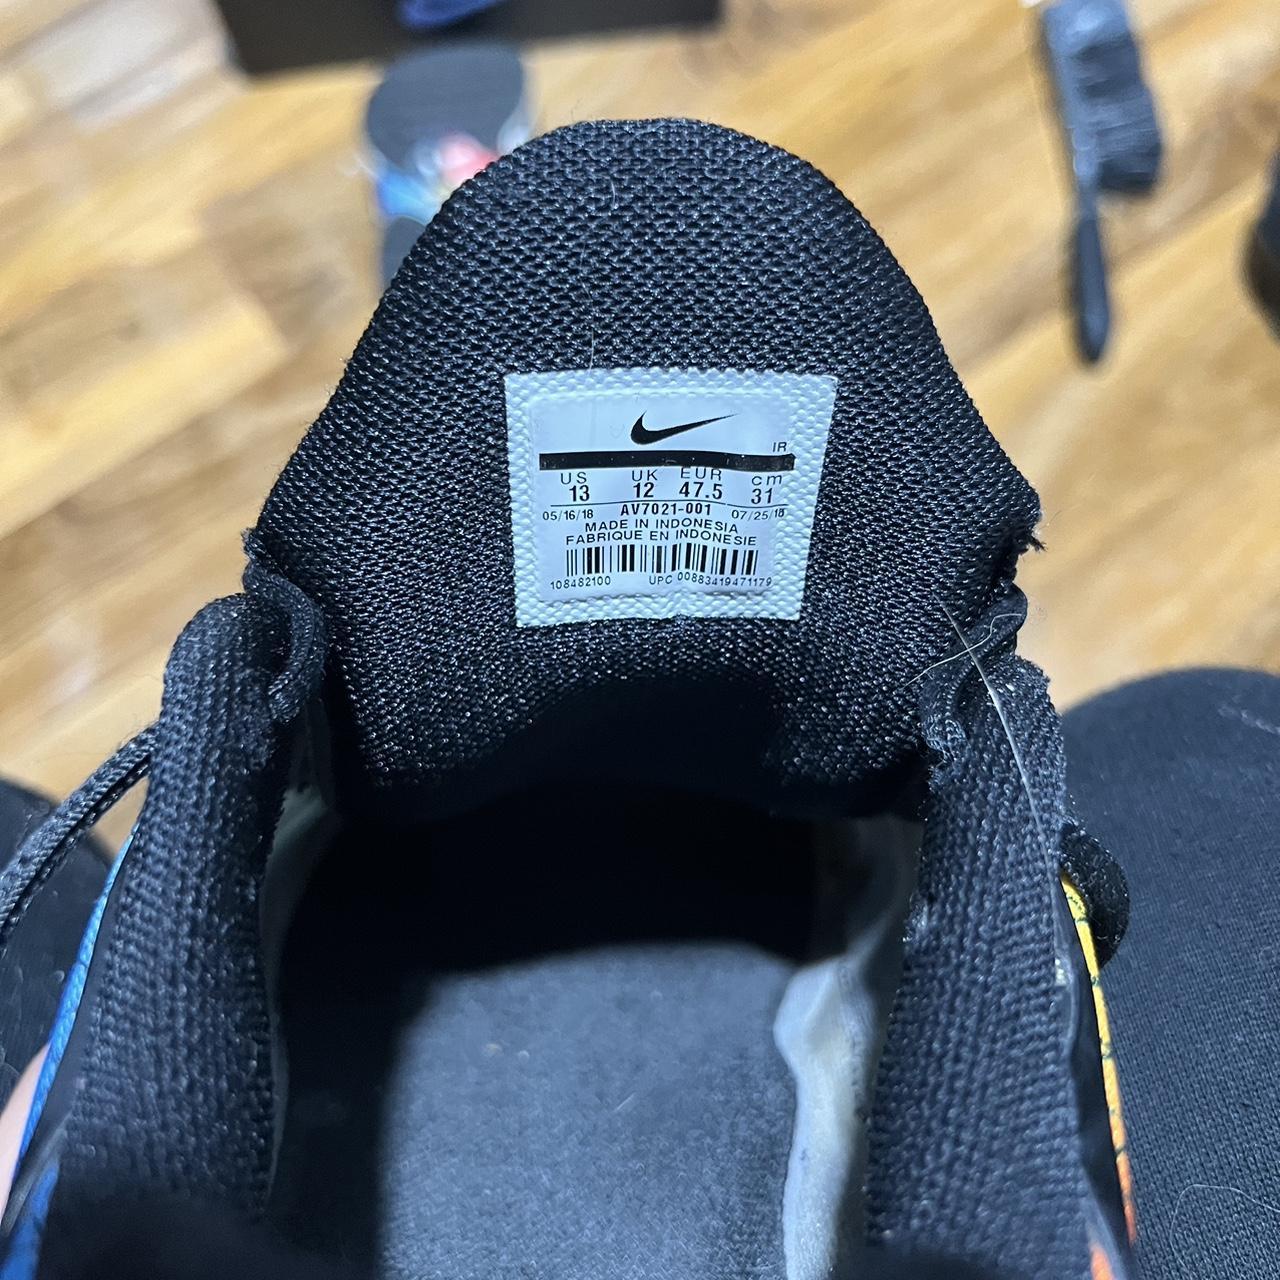 IR
US UK EUR cm
13 12 47.5 31
05/16/18 AV7021-001 07/25/18
MADE IN INDONESIA
FABRIQUE EN INDONESIE
108482100 UPC 00883419471179